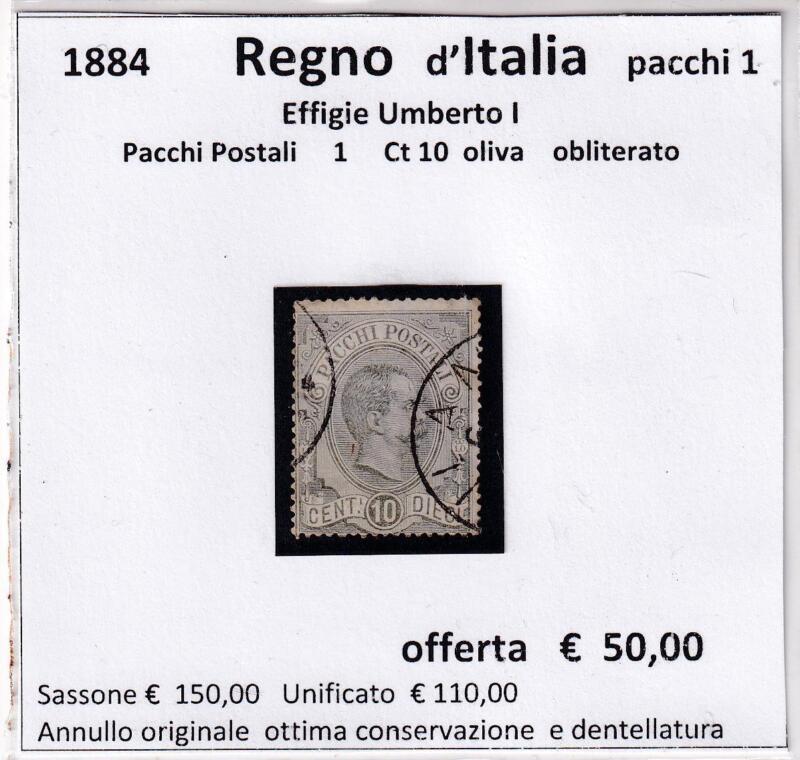 1884 Regno d'Italia pacchi 1
Effigie Umberto I
Pacchi Postali 1 Ct 10 oliva obliterato
PACCHI POSTALI
CENT. 10 DIECI
offerta € 50,00
Sassone € 150,00 Unificato € 110,00
Annullo originale ottima conservazione e dentellatura